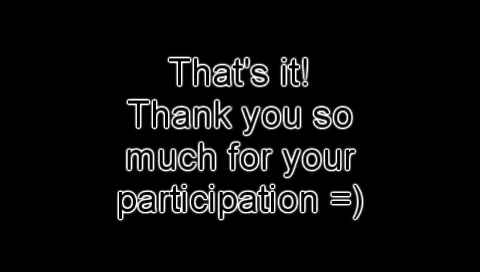 That's it!
Thank you so
much for your
participation =)